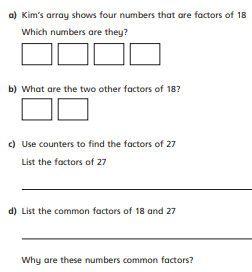 a) Kim's array shows four numbers that are factors of 18
Which numbers are they?
b) What are the two other factors of 18?
c) Use counters to find the factors of 27
List the factors of 27
d) List the common factors of 18 and 27
Why are these numbers common factors?